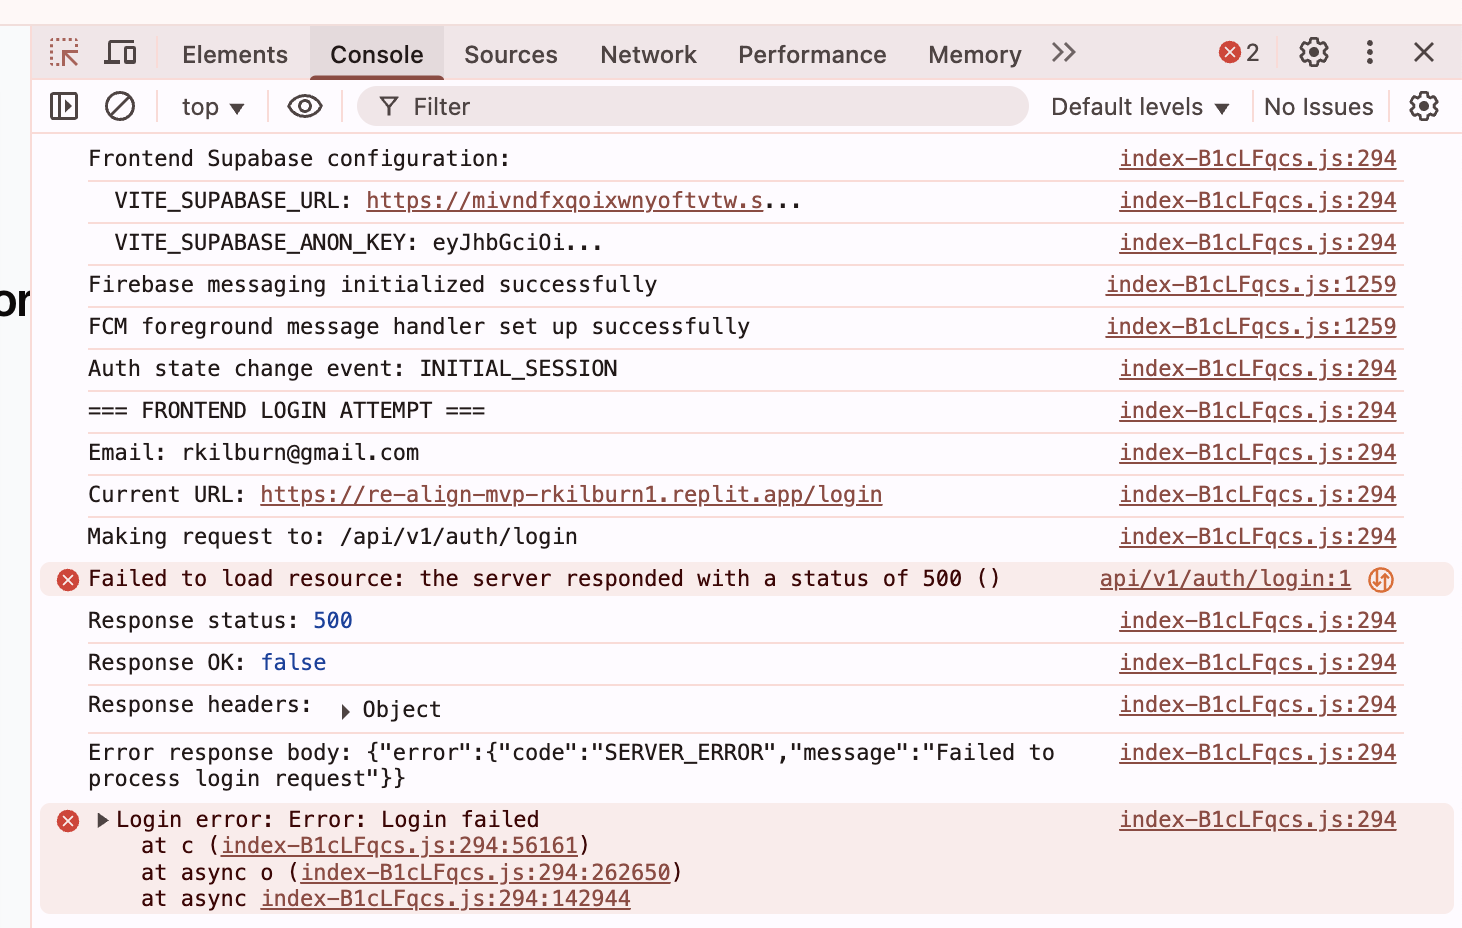 Elements Console Sources Network Performance Memory 2
top Filter Default levels No Issues
Frontend Supabase configuration: index-B1cLFqcs.js:294
VITE_SUPABASE_URL: https://mivndfxqoixwnyoftvtw.s... index-B1cLFqcs.js:294
VITE_SUPABASE_ANON_KEY: eyJhbGciOi... index-B1cLFqcs.js:294
or
Firebase messaging initialized successfully index-B1cLFqcs.js:1259
FCM foreground message handler set up successfully index-B1cLFqcs.js:1259
Auth state change event: INITIAL_SESSION index-B1cLFqcs.js:294
=== FRONTEND LOGIN ATTEMPT === index-B1cLFqcs.js:294
Email: rkilburn@gmail.com index-B1cLFqcs.js:294
Current URL: https://re-align-mvp-rkilburn1.replit.app/login index-B1cLFqcs.js:294
Making request to: /api/v1/auth/login index-B1cLFqcs.js:294
Failed to load resource: the server responded with a status of 500 () api/v1/auth/login:1
Response status: 500 index-B1cLFqcs.js:294
Response OK: false index-B1cLFqcs.js:294
Response headers: Object index-B1cLFqcs.js:294
Error response body: {"error":{"code":"SERVER_ERROR","message":"Failed to index-B1cLFqcs.js:294
process login request"}}
Login error: Error: Login failed index-B1cLFqcs.js:294
at c (index-B1cLFqcs.js:294:56161)
at async o (index-B1cLFqcs.js:294:262650)
at async index-B1cLFqcs.js:294:142944